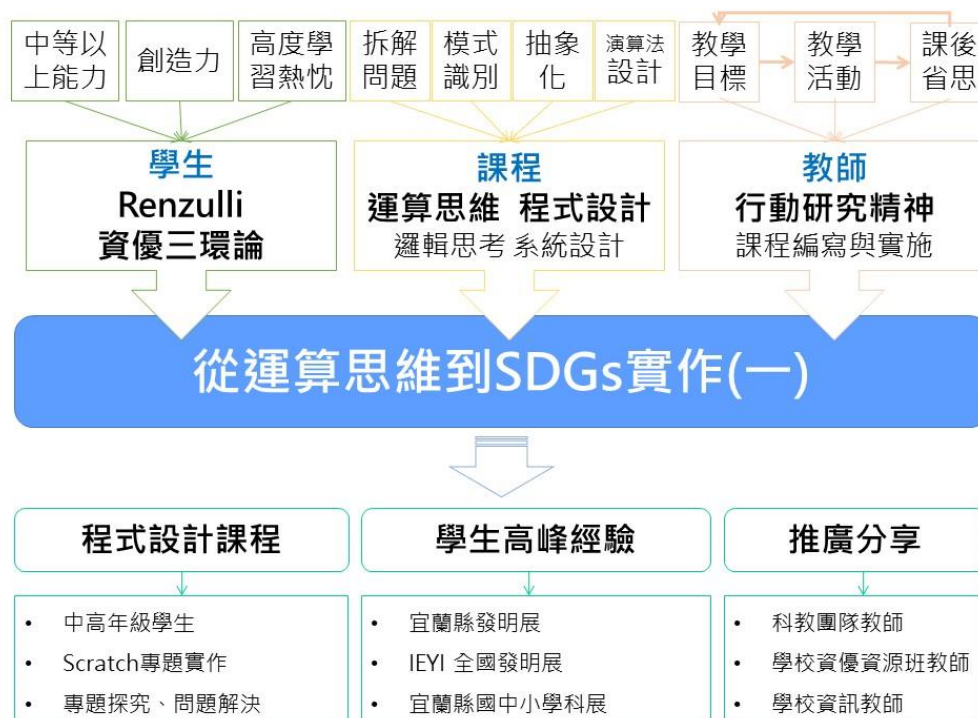 中等以
上能力
創造力
高度學
習熱忱
拆解
問題
模式
識別
抽象
化
演算法
設計
教學
目標
教學
活動
課後
省思
學生
Renzulli
資優三環論
課程
運算思維 程式設計
邏輯思考 系統設計
教師
行動研究精神
課程編寫與實施
從運算思維到SDGs實作(一)
程式設計課程
• 中高年級學生
• Scratch專題實作
• 專題探究、問題解決
學生高峰經驗
• 宜蘭縣發明展
• IEYI 全國發明展
• 宜蘭縣國中小學科展
推廣分享
• 科教團隊教師
• 學校資優資源班教師
• 學校資訊教師